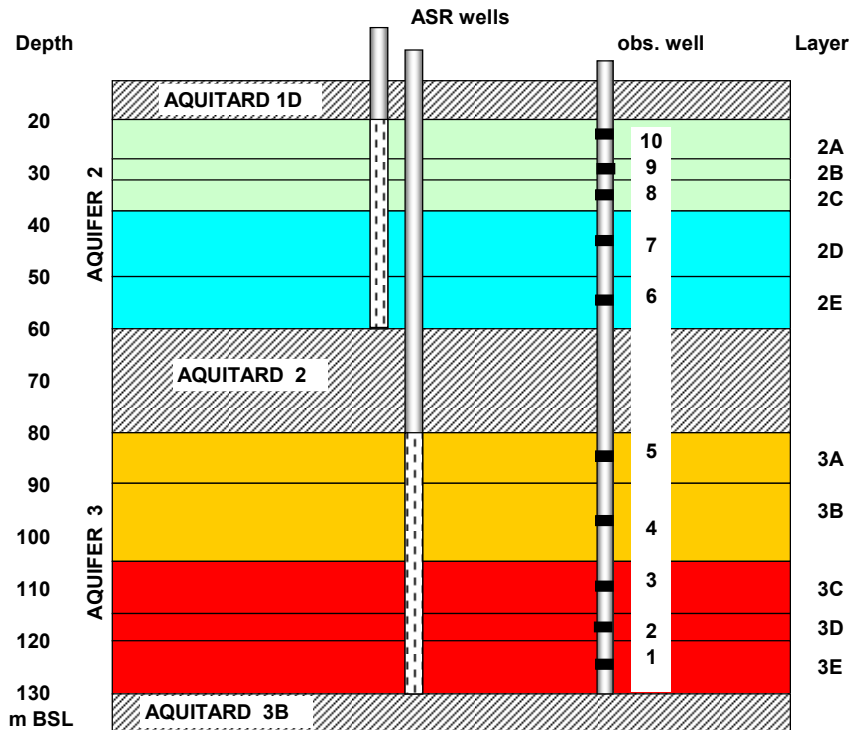 ASR wells
Depth
obs. well
Layer
AQUITARD 1D
20
10
2A
30
9
2B
8
2C
AQUIFER 2
40
7
2D
50
6
2E
60
AQUITARD 2
70
80
5
3A
90
3B
100
4
AQUIFER 3
110
3
3C
120
2
3D
1
3E
130
m BSL
AQUITARD 3B